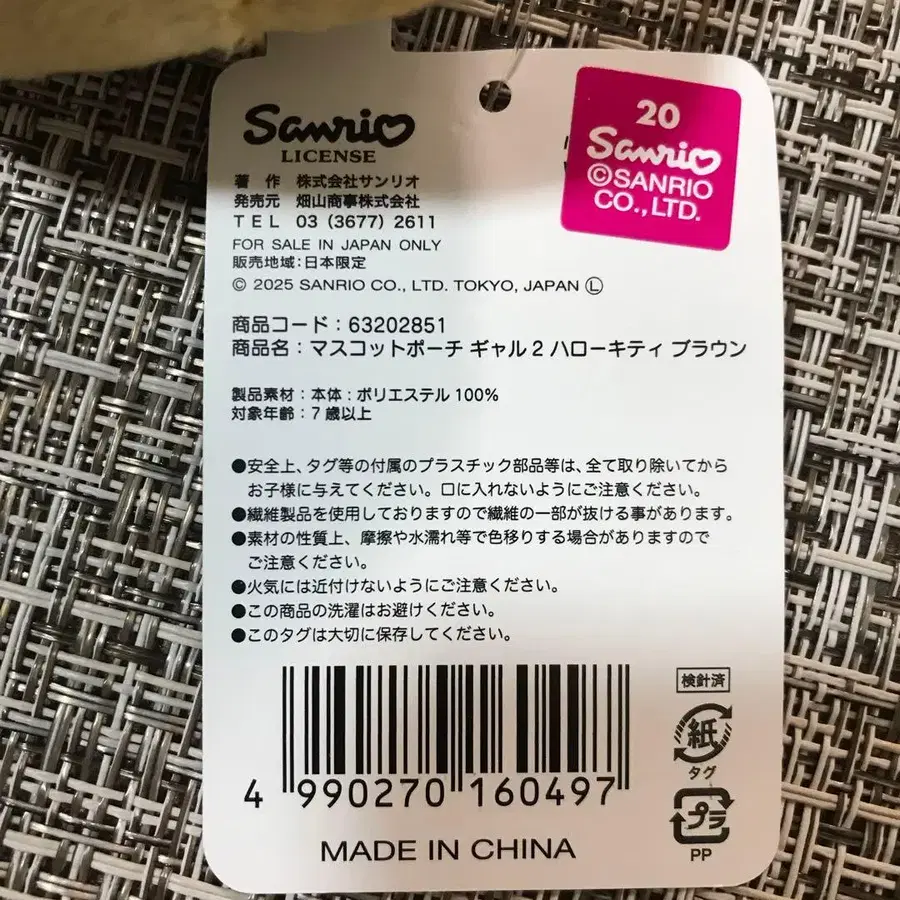 Sanrio
LICENSE
20
Sanrio
©SANRIO
CO.,LTD.
著 作 株式会社サンリオ
発売元 畑山商事株式会社
TEL 03（3677）2611
FOR SALE IN JAPAN ONLY
販売地域：日本限定
© 2025 SANRIO CO., LTD. TOKYO, JAPAN Ⓛ
商品コード：63202851
商品名：マスコットポーチ ギャル2 ハローキティ ブラウン
製品素材：本体：ポリエステル100%
対象年齢：7歳以上
●安全上、タグ等の付属のプラスチック部品等は、全て取り除いてから
お子様に与えてください。口に入れないようにご注意ください。
●繊維製品を使用しておりますので繊維の一部が抜ける事があります。
●素材の性質上、摩擦や水濡れ等で色移りする場合がありますので
ご注意ください。
●火気には近付けないようにご注意ください。
●この商品の洗濯はお避けください。
●このタグは大切に保存してください。
検針済
紙
タグ
プラ
PP
4 990270 160497
MADE IN CHINA